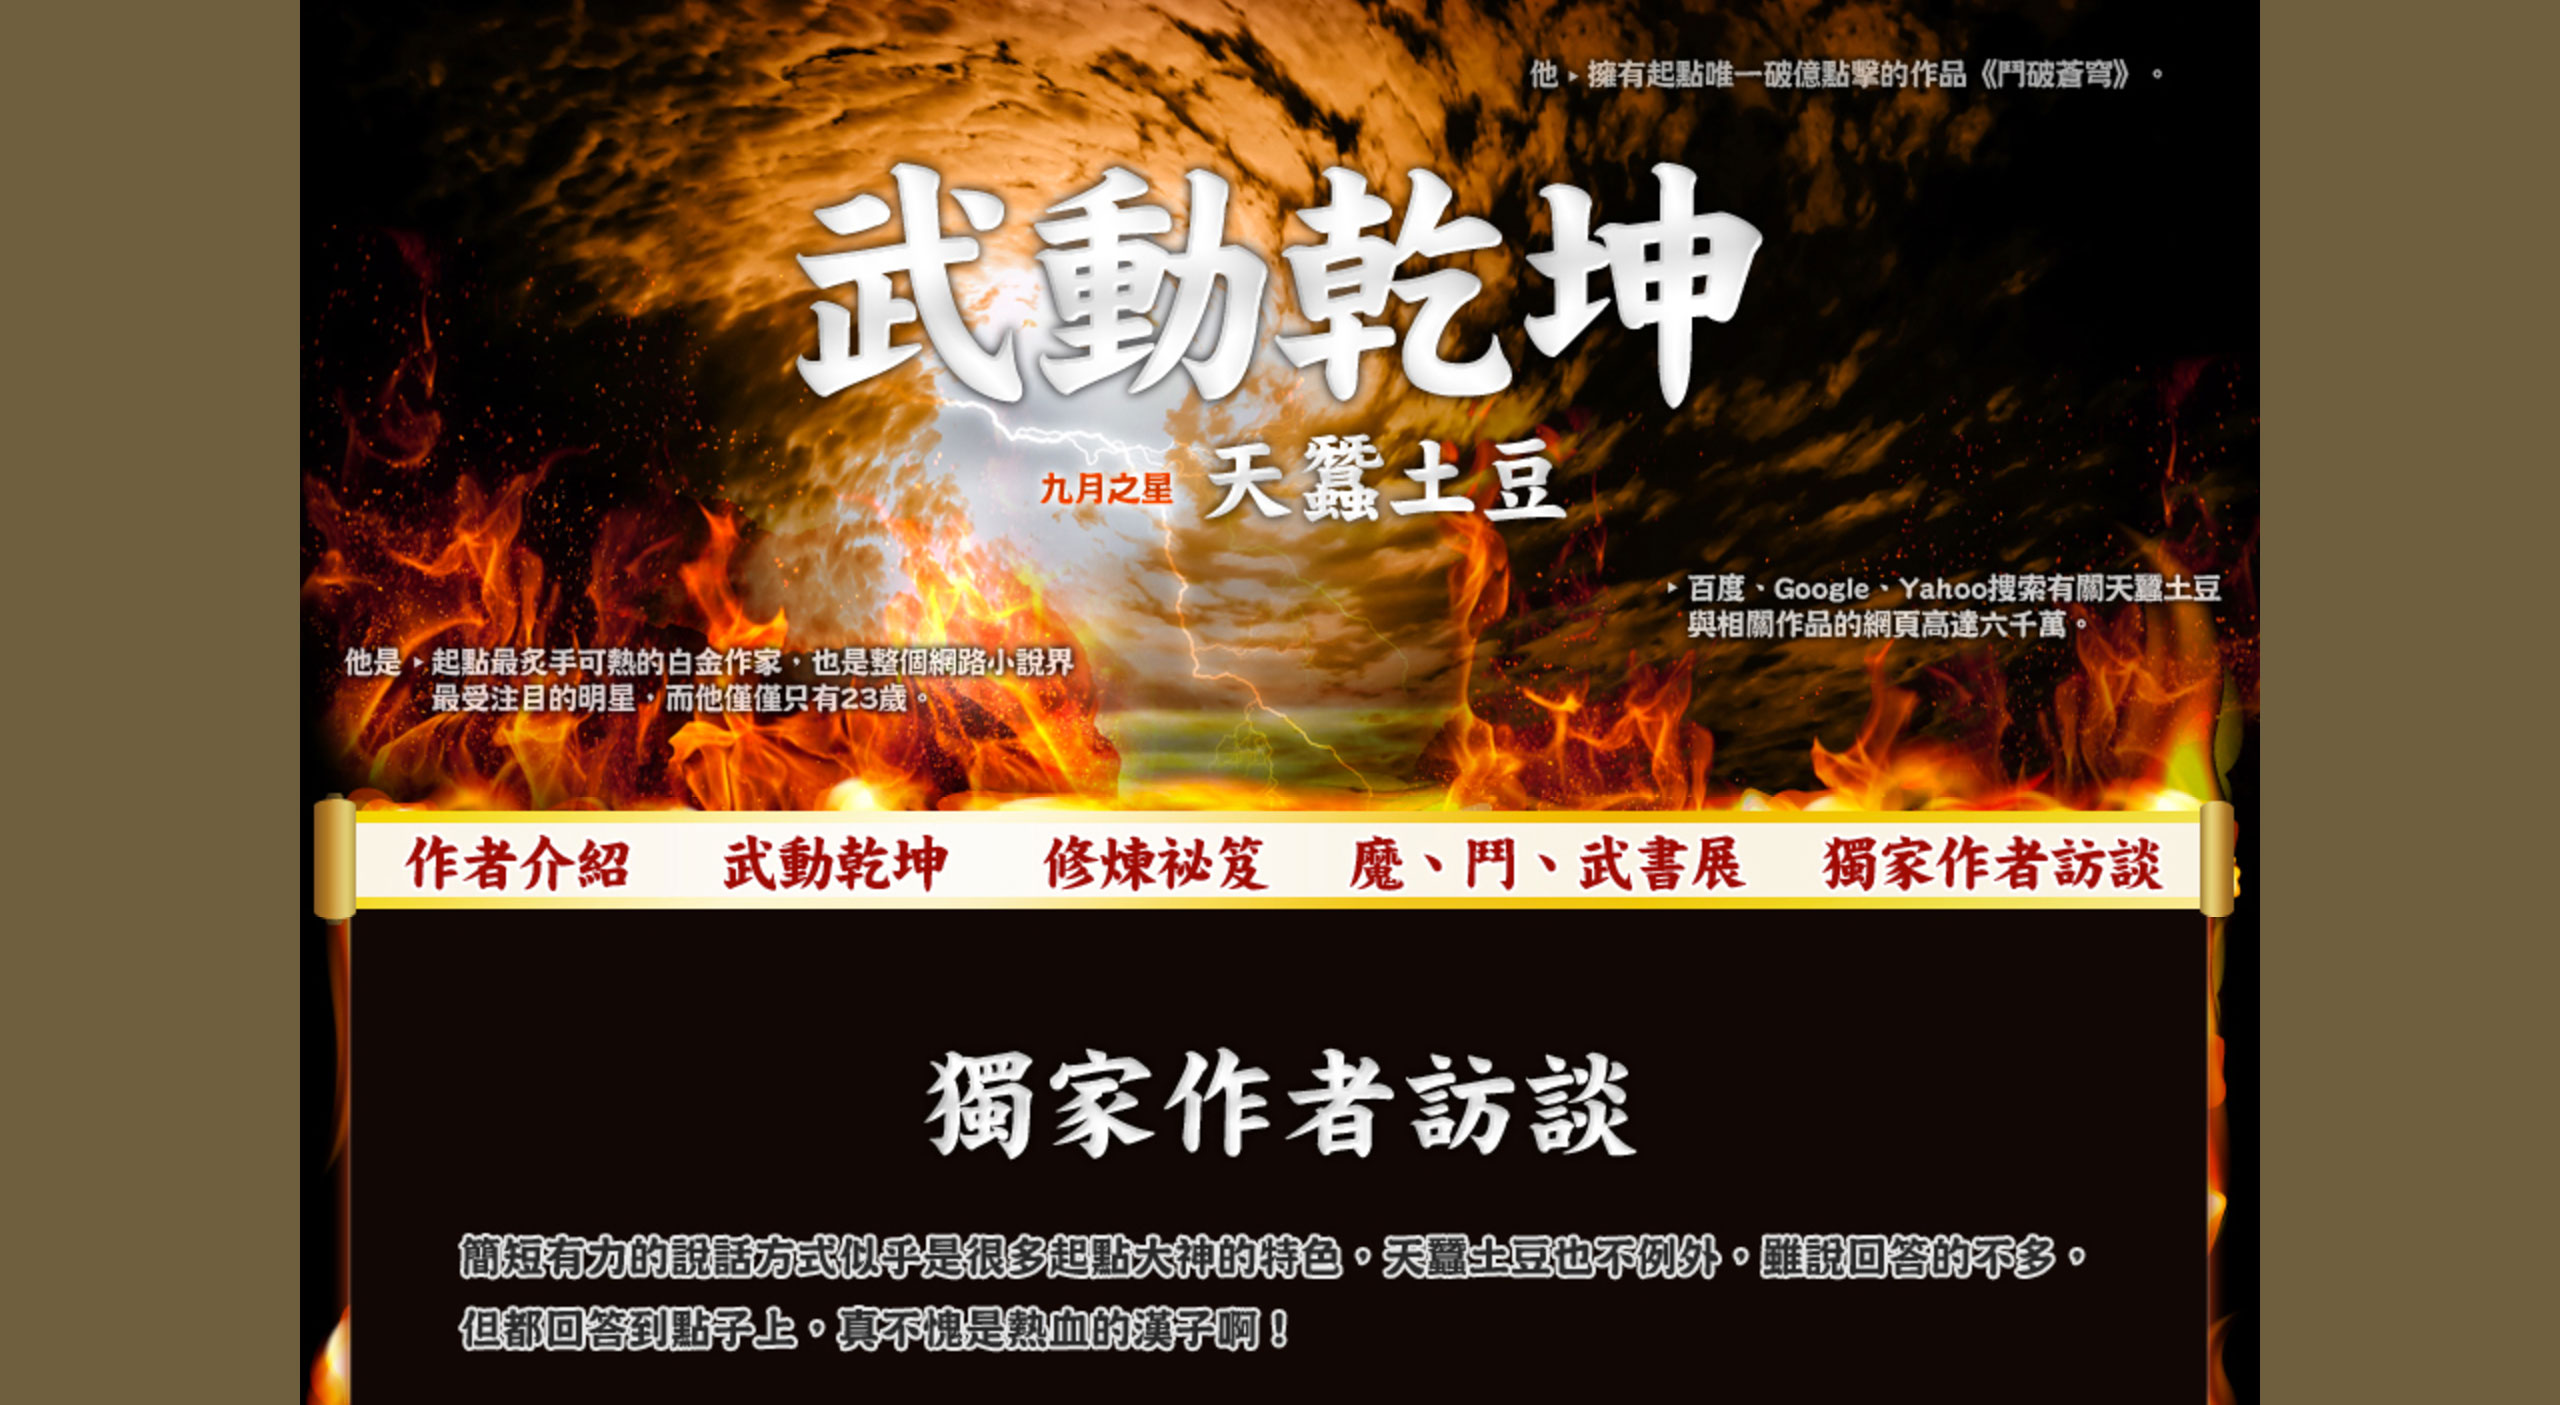 他▸擁有起點唯一破億點擊的作品《鬥破蒼穹》。
武動乾坤
九月之星 天蠶土豆
▸百度、Google、Yahoo搜索有關天蠶土豆
與相關作品的網頁高達六千萬。
他是▸起點最炙手可熱的白金作家，也是整個網路小說界
最受注目的明星，而他僅僅只有23歲。
作者介紹 武動乾坤 修煉祕笈 魔、鬥、武書展 獨家作者訪談
獨家作者訪談
簡短有力的說話方式似乎是很多起點大神的特色，天蠶土豆也不例外，雖說回答的不多，
但都回答到點子上，真不愧是熱血的漢子啊！